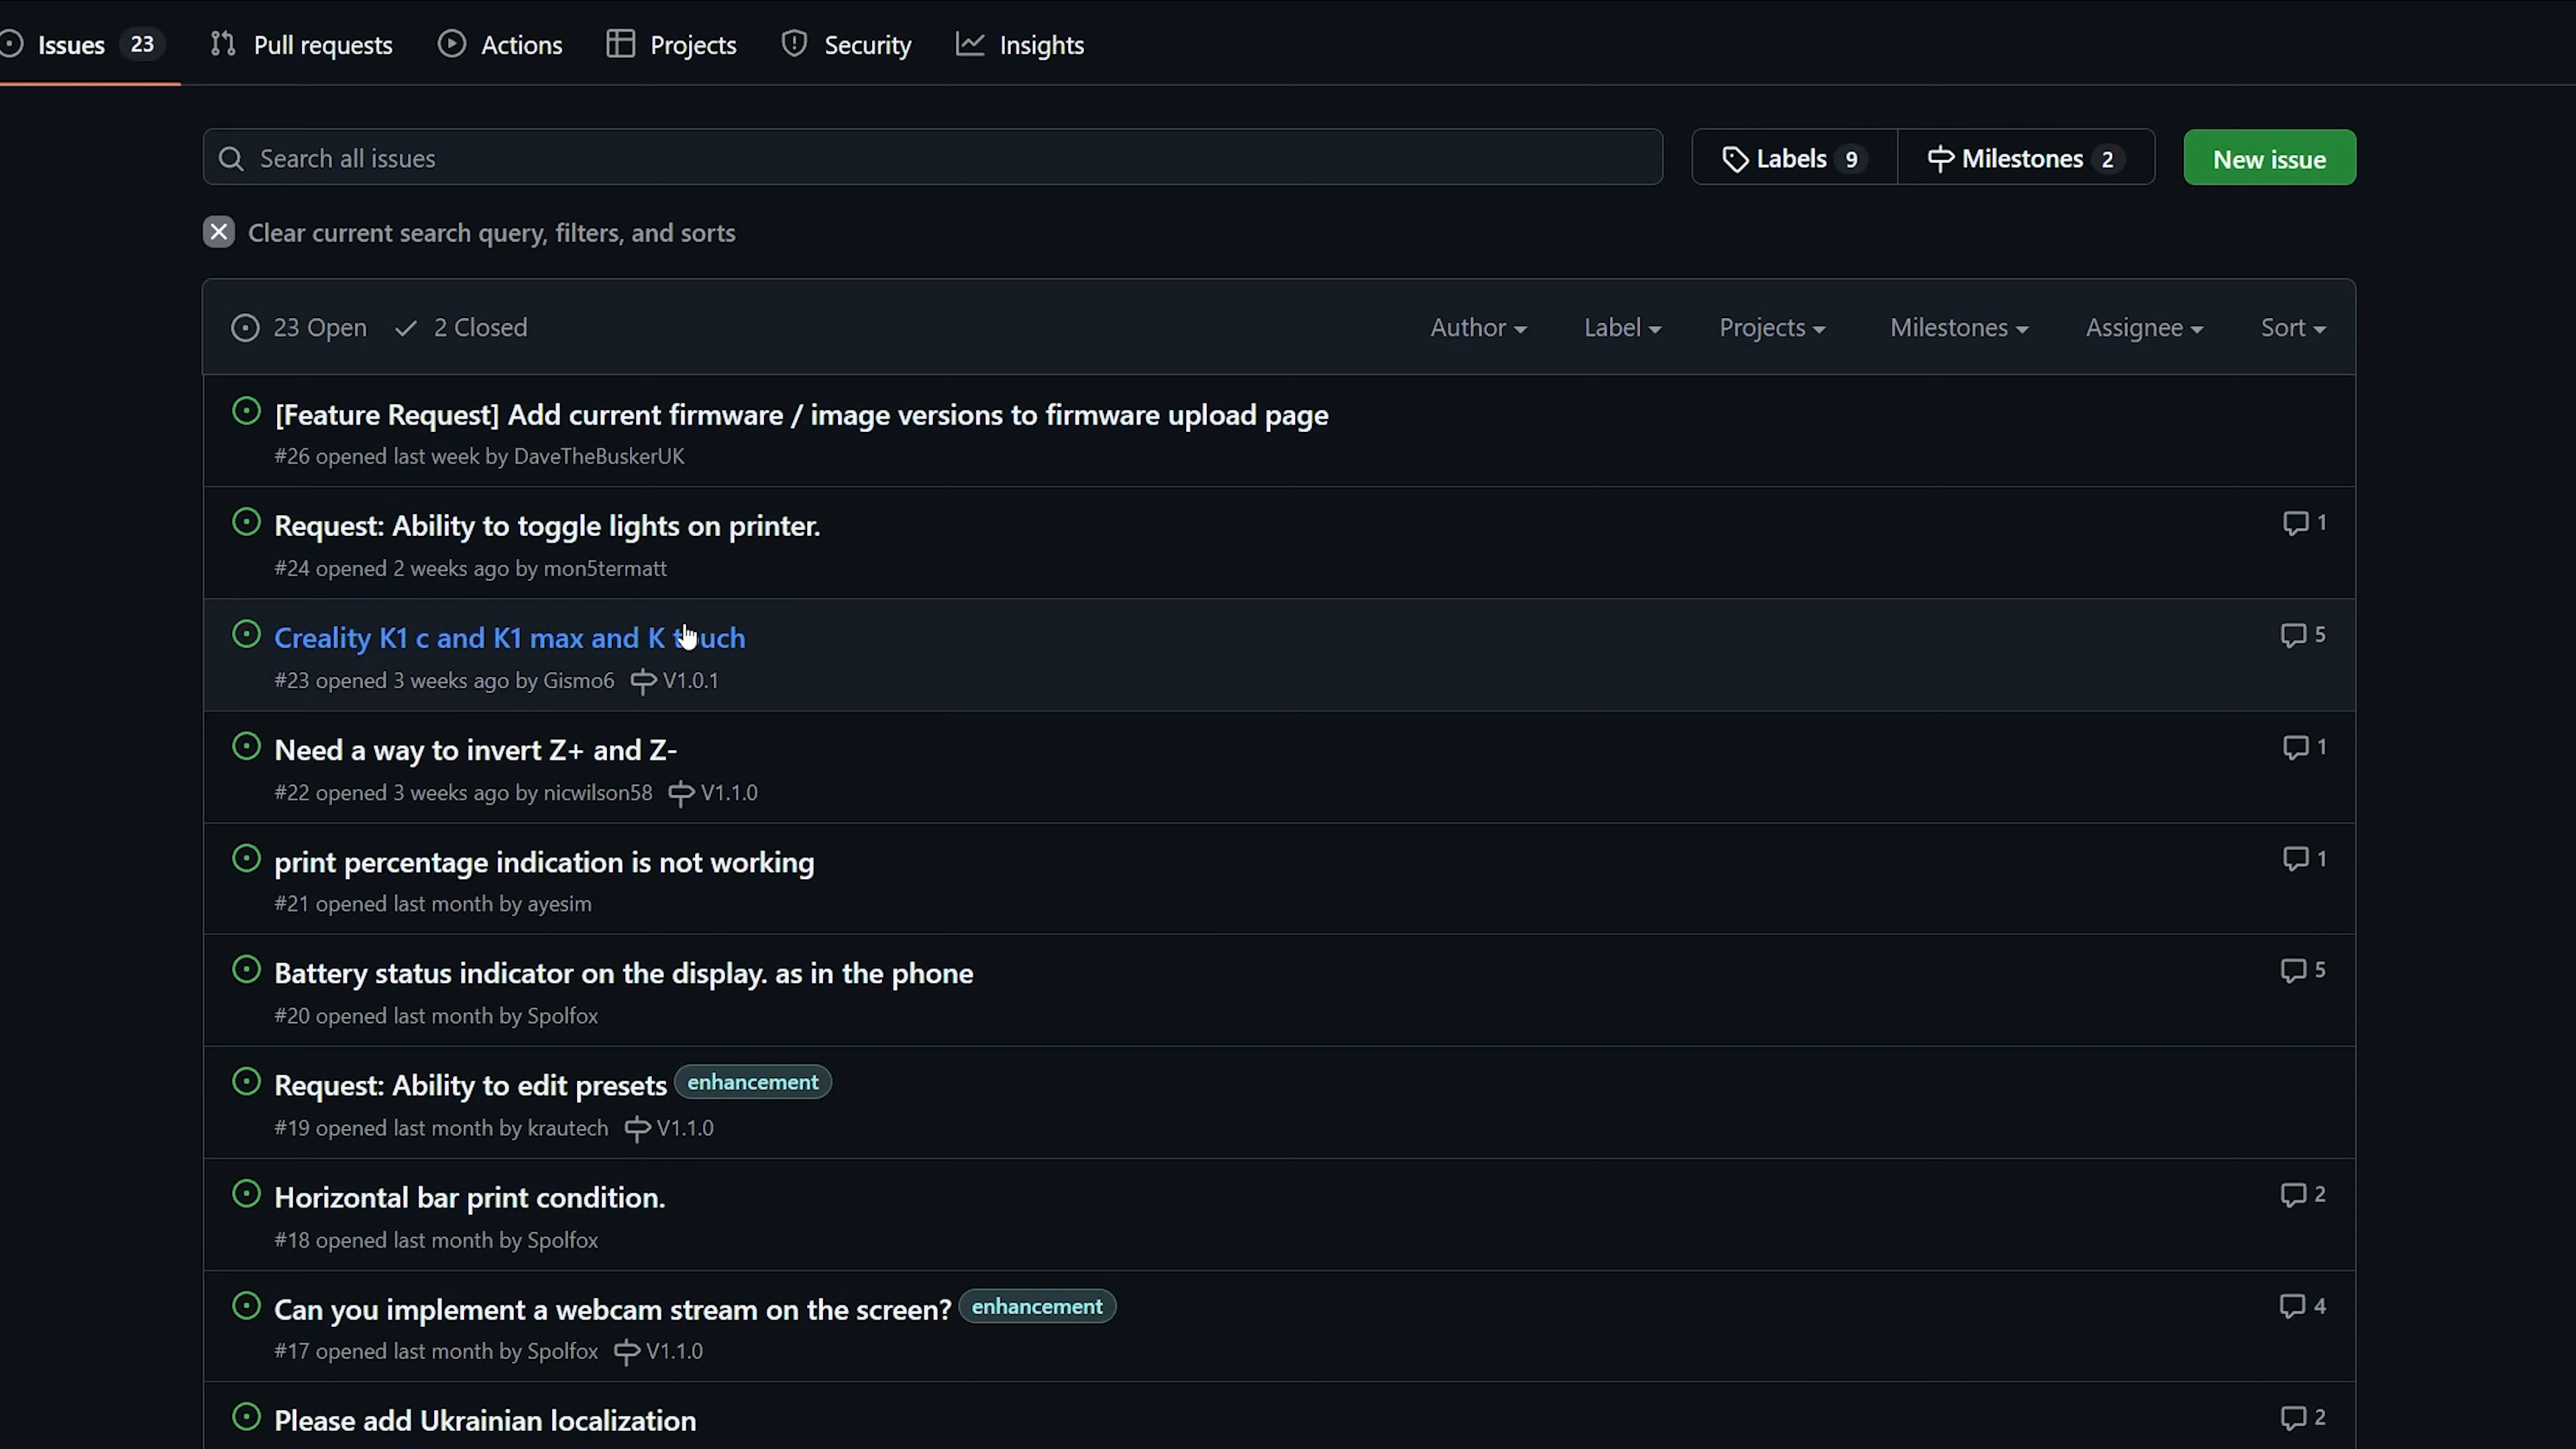 Issues 23 Pull requests Actions Projects Security Insights
Search all issues Labels 9 Milestones 2 New issue
Clear current search query, filters, and sorts
23 Open 2 Closed Author Label Projects Milestones Assignee Sort
[Feature Request] Add current firmware / image versions to firmware upload page
#26 opened last week by DaveTheBuskerUK
Request: Ability to toggle lights on printer. 1
#24 opened 2 weeks ago by mon5termatt
Creality K1 c and K1 max and K touch 5
#23 opened 3 weeks ago by Gismo6 V1.0.1
Need a way to invert Z+ and Z- 1
#22 opened 3 weeks ago by nicwilson58 V1.1.0
print percentage indication is not working 1
#21 opened last month by ayesim
Battery status indicator on the display. as in the phone 5
#20 opened last month by Spolfox
Request: Ability to edit presets enhancement
#19 opened last month by krautech V1.1.0
Horizontal bar print condition. 2
#18 opened last month by Spolfox
Can you implement a webcam stream on the screen? enhancement 4
#17 opened last month by Spolfox V1.1.0
Please add Ukrainian localization 2